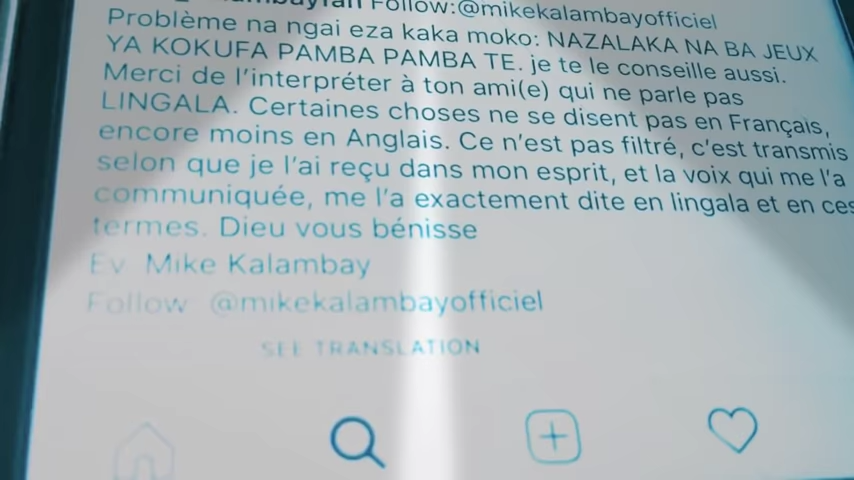 Follow:@mikekalambayofficiel
Problème na ngai eza kaka moko: NAZALAKA NA BA JEUX
YA KOKUFA PAMBA PAMBA TE. je te le conseille aussi.
Merci de l'interpréter à ton ami(e) qui ne parle pas
LINGALA. Certaines choses ne se disent pas en Français,
encore moins en Anglais. Ce n'est pas filtré, c'est transmis
selon que je l'ai reçu dans mon esprit, et la voix qui me l'a
communiquée, me l'a exactement dite en lingala et en ces
termes. Dieu vous bénisse
Ev Mike Kalambay
Follow @mikekalambayofficiel
SEE TRANSLATION